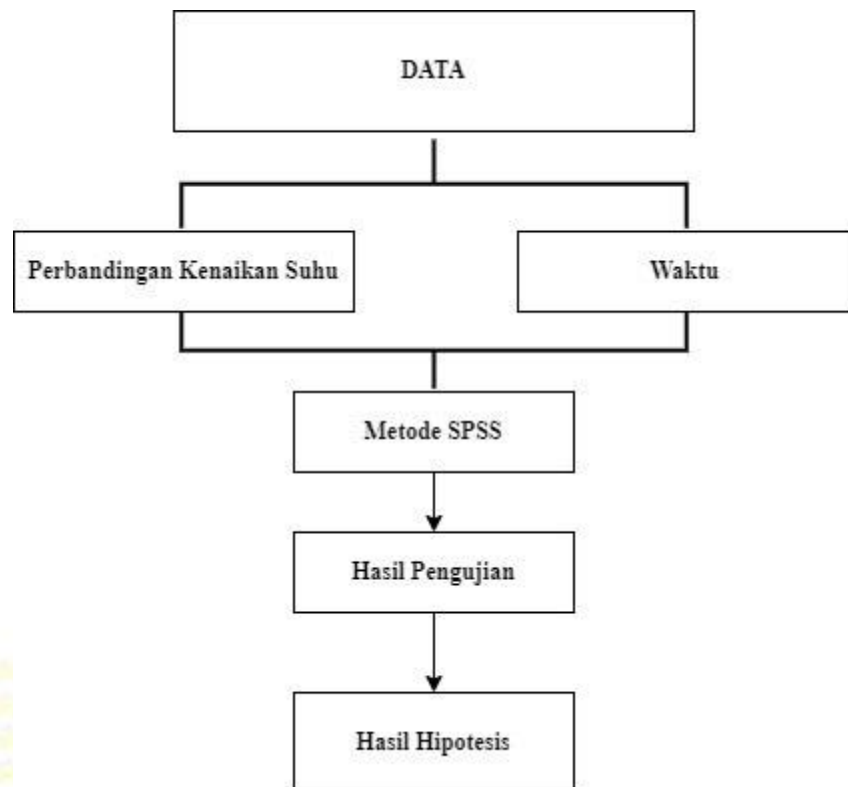 DATA
Perbandingan Kenaikan Suhu
Waktu
Metode SPSS
Hasil Pengujian
Hasil Hipotesis